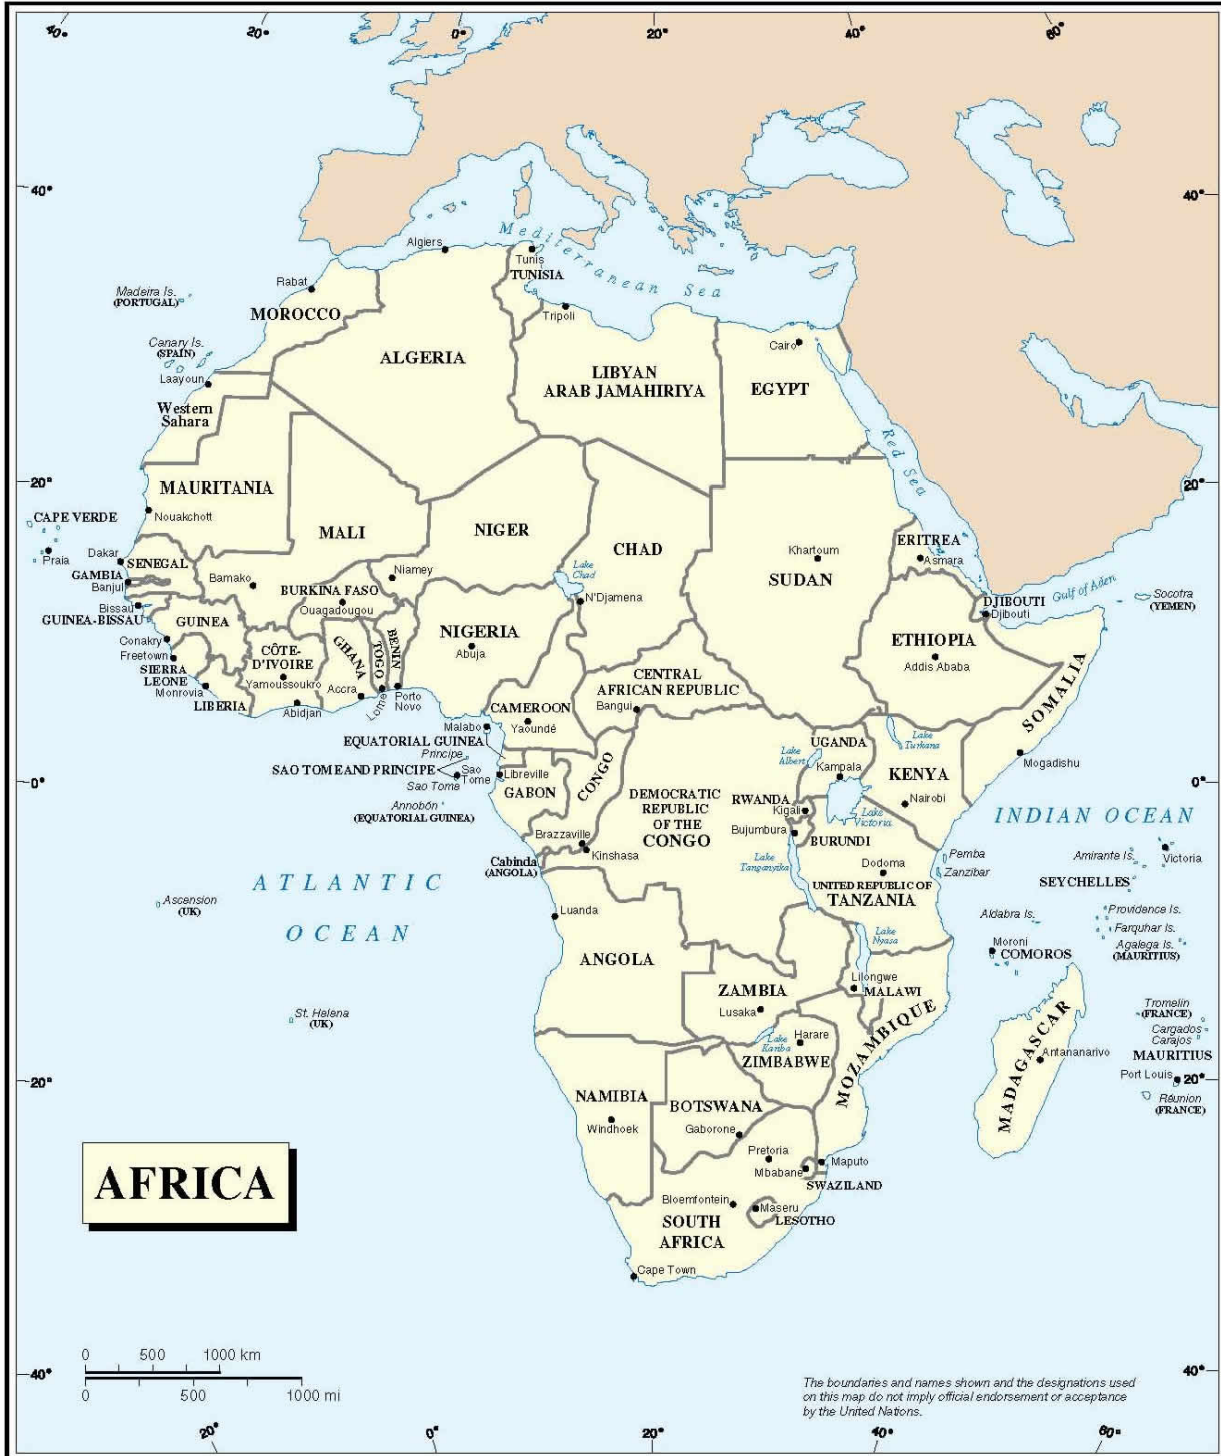 40°
20°
0°
20°
40°
60°
40°
40°
Mediterranean Sea
Algiers
Tunis
TUNISIA
Rabat
Madeira Is.
(PORTUGAL)
MOROCCO
Tripoli
Canary Is.
(SPAIN)
Laayoun
ALGERIA
Cairo
LIBYAN
ARAB JAMAHIRIYA
EGYPT
Western
Sahara
Red Sea
20°
20°
MAURITANIA
Nouakchott
CAPE VERDE
Praia
MALI
NIGER
CHAD
Khartoum
SUDAN
ERITREA
Asmara
Dakar
SENEGAL
GAMBIA
Banjul
Bamako
Niamey
Lake
Chad
N'Djamena
Gulf of Aden
Socotra
(YEMEN)
BURKINA FASO
Ouagadougou
Bissau
GUINEA-BISSAU
GUINEA
DJIBOUTI
Djibouti
Conakry
Freetown
SIERRA
LEONE
Monrovia
LIBERIA
CÔTE-
D'IVOIRE
Yamoussoukro
Abidjan
GHANA
Accra
TOGO
Lome
BENIN
Porto
Novo
NIGERIA
Abuja
ETHIOPIA
Addis Ababa
SOMALIA
CENTRAL
AFRICAN REPUBLIC
Bangui
CAMEROON
Yaoundé
Malabo
EQUATORIAL GUINEA
Principe
SAO TOME AND PRINCIPE
Sao
Tome
Sao Tome
Libreville
GABON
CONGO
Annobón
(EQUATORIAL GUINEA)
UGANDA
Kampala
Lake
Albert
Lake
Turkana
KENYA
Nairobi
Mogadishu
0°
0°
DEMOCRATIC
REPUBLIC
OF THE
CONGO
RWANDA
Kigali
Bujumbura
BURUNDI
Lake
Victoria
INDIAN OCEAN
Brazzaville
Kinshasa
Cabinda
(ANGOLA)
Lake
Tanganyika
Dodoma
UNITED REPUBLIC OF
TANZANIA
Pemba
Zanzibar
Amirante Is.
Victoria
SEYCHELLES
ATLANTIC
OCEAN
Ascension
(UK)
Luanda
Aldabra Is.
Providence Is.
Farquhar Is.
Agalega Is.
(MAURITIUS)
Moroni
COMOROS
Lake
Nyasa
ANGOLA
ZAMBIA
Lusaka
Lilongwe
MALAWI
St. Helena
(UK)
MOZAMBIQUE
Lake
Kariba
Harare
ZIMBABWE
MADAGASCAR
Antananarivo
Tromelin
(FRANCE)
Cargados
Carajos
MAURITIUS
Port Louis
Réunion
(FRANCE)
20°
NAMIBIA
Windhoek
BOTSWANA
Gaborone
Pretoria
Mbabane
Maputo
SWAZILAND
20°
AFRICA
Bloemfontein
Maseru
LESOTHO
SOUTH
AFRICA
Cape Town
0 500 1000 km
0 500 1000 mi
40°
40°
The boundaries and names shown and the designations used
on this map do not imply official endorsement or acceptance
by the United Nations.
20°
0°
20°
40°
60°